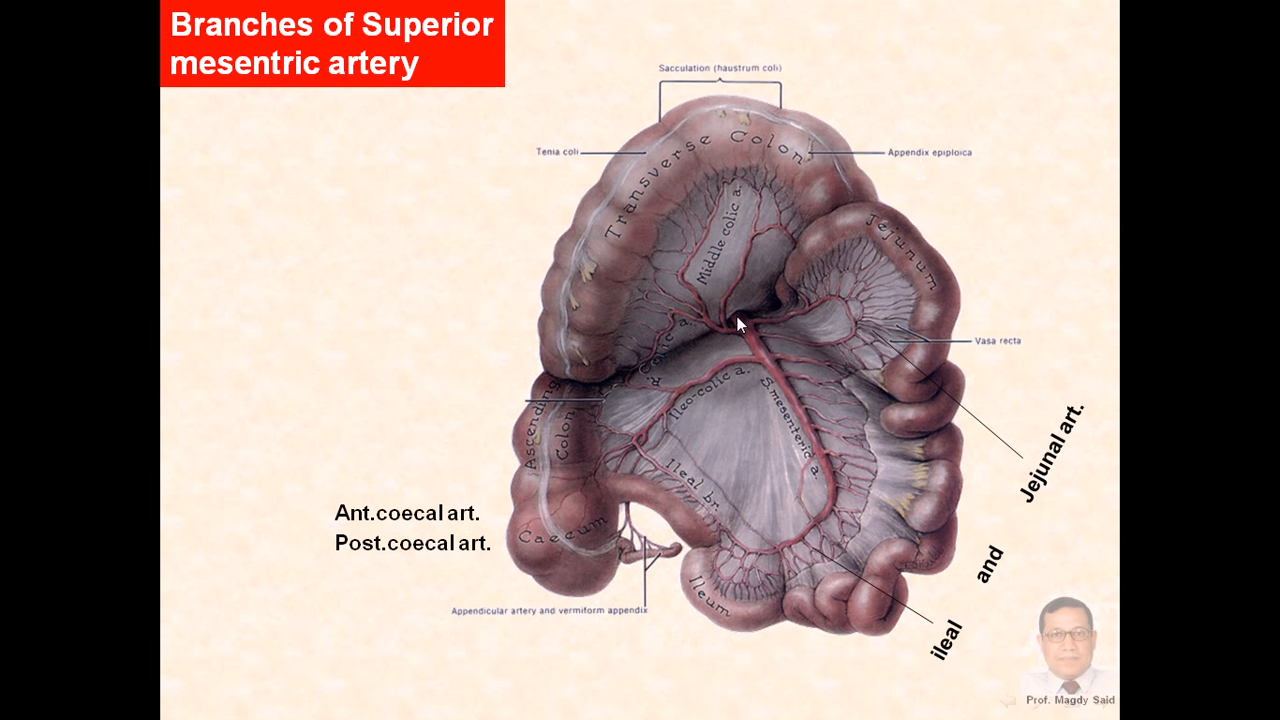 Branches of Superior
mesentric artery
Sacculation (haustrum coli)
Tenia coli
Appendix epiploica
Transverse Colon
Middle colic a.
Jejunum
Vasa recta
r. Colic a.
Ileo-colic a.
S. mesenteric a.
Ascending
Colon
Ileal br.
Jejunal art.
Ant.coecal art.
Post.coecal art.
Caecum
and
Ileum
Appendicular artery and vermiform appendix
ileal
Prof. Magdy Said